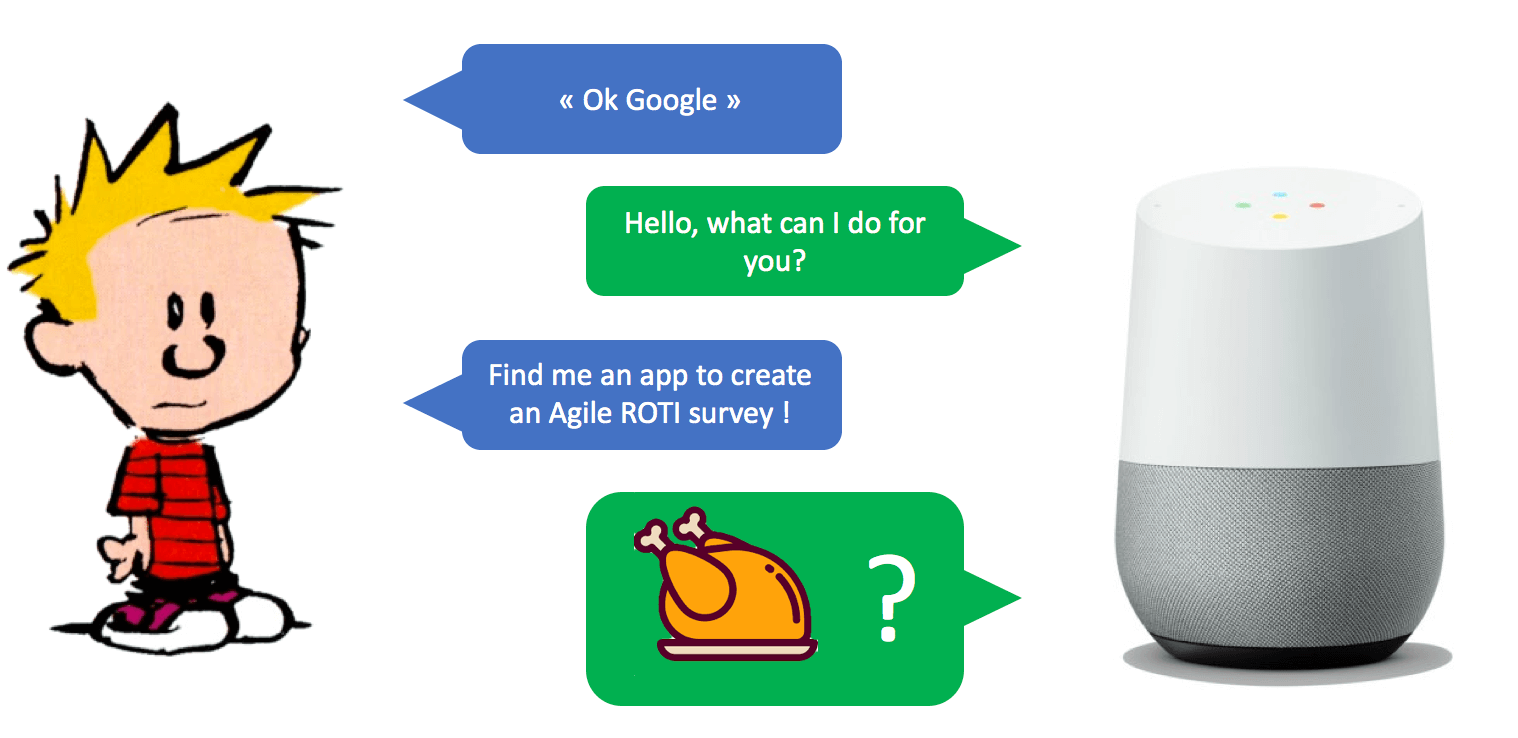 « Ok Google »
Hello, what can I do for
you?
Find me an app to create
an Agile ROTI survey !
?